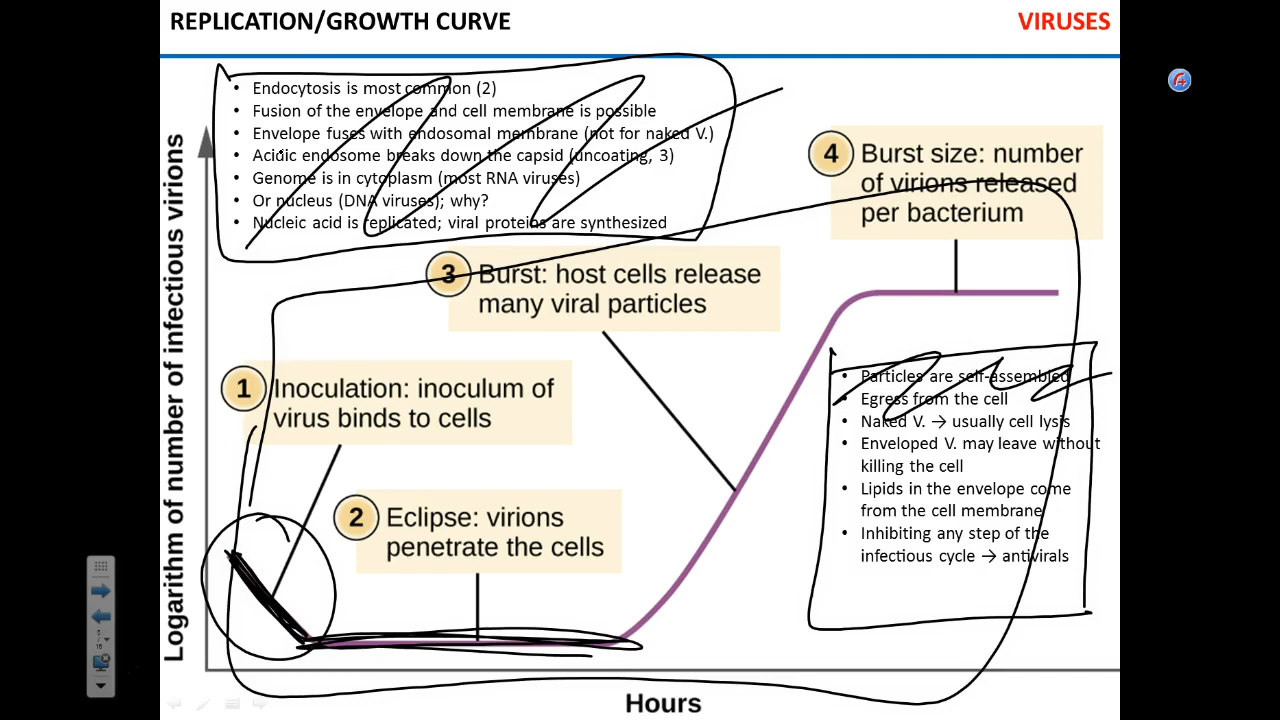 REPLICATION/GROWTH CURVE
VIRUSES
• Endocytosis is most common (2)
• Fusion of the envelope and cell membrane is possible
• Envelope fuses with endosomal membrane (not for naked V.)
• Acidic endosome breaks down the capsid (uncoating, 3)
• Genome is in cytoplasm (most RNA viruses)
• Or nucleus (DNA viruses); why?
• Nucleic acid is replicated; viral proteins are synthesized
Logarithm of number of infectious virions
4 Burst size: number
of virions released
per bacterium
3 Burst: host cells release
many viral particles
1 Inoculation: inoculum of
virus binds to cells
2 Eclipse: virions
penetrate the cells
• Particles are self-assembled
• Egress from the cell
• Naked V. → usually cell lysis
• Enveloped V. may leave without
killing the cell
• Lipids in the envelope come
from the cell membrane
• Inhibiting any step of the
infectious cycle → antivirals
Hours